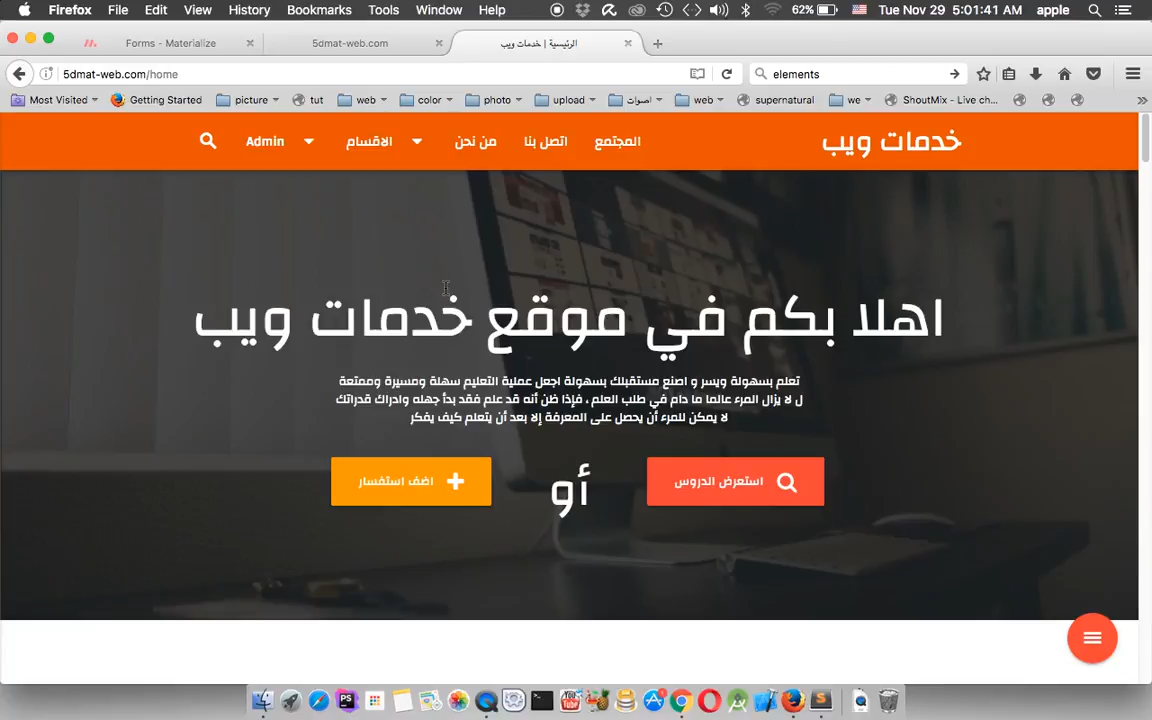 Firefox File Edit View History Bookmarks Tools Window Help 62% Tue Nov 29 5:01:41 AM apple
Forms - Materialize
5dmat-web.com
الرئيسية | خدمات ويب
5dmat-web.com/home
elements
Most Visited Getting Started picture tut web color photo upload اصوات web supernatural we ShoutMix - Live ch...
خدمات ويب
المجتمع اتصل بنا من نحن الاقسام Admin
اهلا بكم في موقع خدمات ويب
تعلم بسهولة ويسر و اصنع مستقبلك بسهولة اجعل عملية التعليم سهلة ومسيرة وممتعة
ل لا يزال المرء عالما ما دام في طلب العلم ، فإذا ظن أنه قد علم فقد بدأ جهله وادراك قدراتك
لا يمكن للمرء أن يحصل على المعرفة إلا بعد أن يتعلم كيف يفكر
استعرض الدروس
أو
اضف استفسار